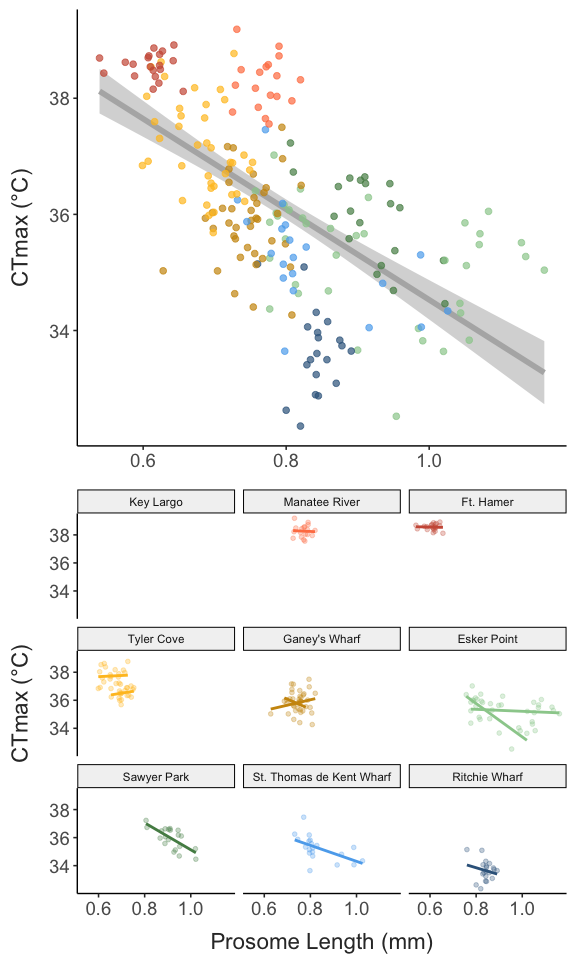 38
36
34
CTmax (°C)
0.6 0.8 1.0
Key Largo Manatee River Ft. Hamer
38
36
34
Tyler Cove Ganey's Wharf Esker Point
38
36
34
CTmax (°C)
Sawyer Park St. Thomas de Kent Wharf Ritchie Wharf
38
36
34
0.6 0.8 1.0 0.6 0.8 1.0 0.6 0.8 1.0
Prosome Length (mm)